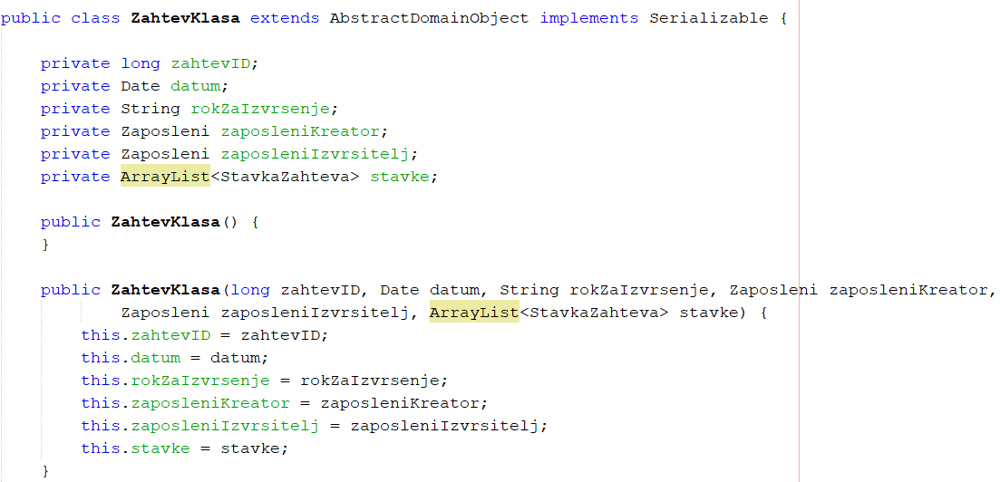 public class ZahtevKlasa extends AbstractDomainObject implements Serializable {
private long zahtevID;
private Date datum;
private String rokZaIzvrsenje;
private Zaposleni zaposleniKreator;
private Zaposleni zaposleniIzvrsitelj;
private ArrayList<StavkaZahteva> stavke;
public ZahtevKlasa() {
}
public ZahtevKlasa(long zahtevID, Date datum, String rokZaIzvrsenje, Zaposleni zaposleniKreator,
Zaposleni zaposleniIzvrsitelj, ArrayList<StavkaZahteva> stavke) {
this.zahtevID = zahtevID;
this.datum = datum;
this.rokZaIzvrsenje = rokZaIzvrsenje;
this.zaposleniKreator = zaposleniKreator;
this.zaposleniIzvrsitelj = zaposleniIzvrsitelj;
this.stavke = stavke;
}